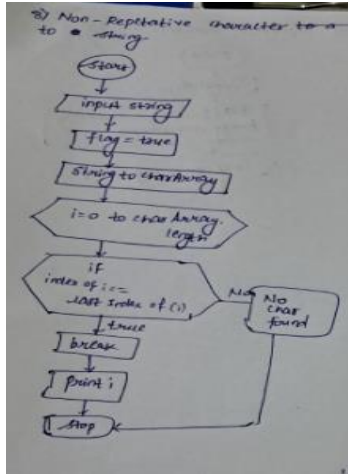 8) Non-Repetative character to a
to string
Start
input string
flag = true
String to charArray
i=0 to charArray.
length
if
index of i ==
last index of (i)
No
No
char
found
true
break
Print i
Stop